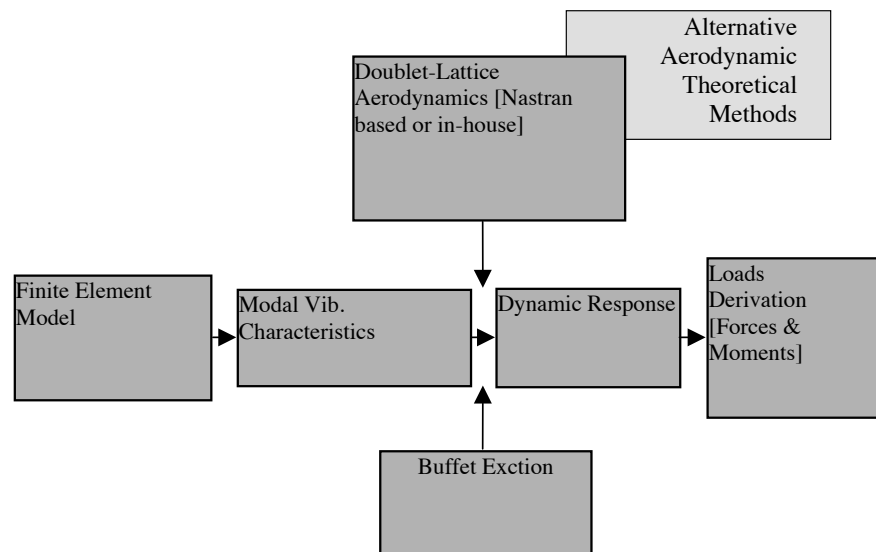 Alternative
Aerodynamic
Theoretical
Methods
Doublet-Lattice
Aerodynamics [Nastran
based or in-house]
Finite Element
Model
Modal Vib.
Characteristics
Dynamic Response
Loads
Derivation
[Forces &
Moments]
Buffet Exction